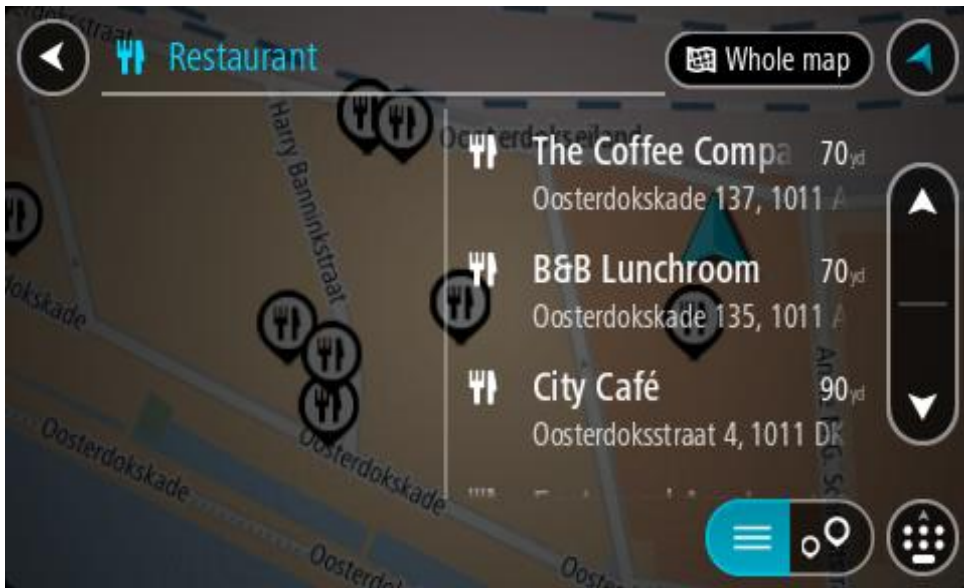 Restaurant
Whole map
The Coffee Compa
70yd
Oosterdokskade 137, 1011 A
B&B Lunchroom
70yd
Oosterdokskade 135, 1011 A
City Café
90yd
Oosterdoksstraat 4, 1011 DK
Oosterdokseiland
Harry Banninkstraat
Oosterdokskade
Oosterdokskade